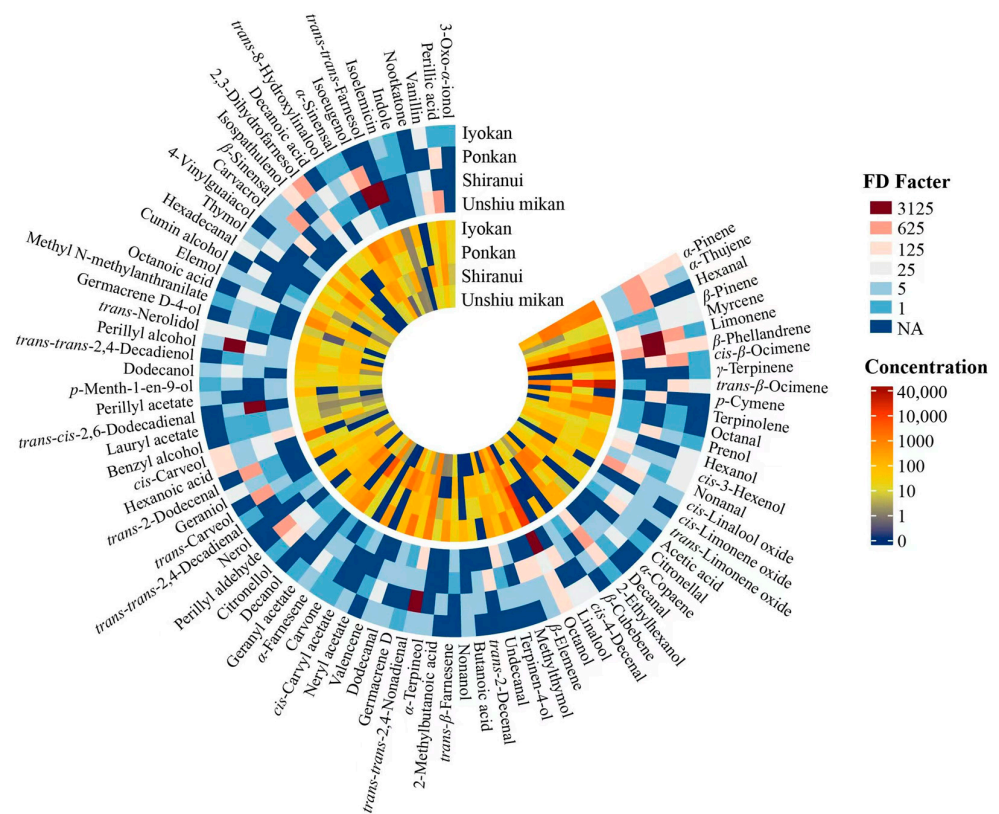 3-Oxo-α-ionol
Perillic acid
Vanillin
Nootkatone
Indole
Isoelemicin
trans-trans-Farnesol
Isoeugenol
α-Sinensal
trans-8-Hydroxylinalool
2,3-Dihydrofarnesol
Decanoic acid
Isospathulenol
β-Sinensal
Carvacrol
4-Vinylguaiacol
Thymol
Hexadecanal
Cumin alcohol
Elemol
Octanoic acid
Methyl N-methylanthranilate
Germacrene D-4-ol
trans-Nerolidol
Perillyl alcohol
trans-trans-2,4-Decadienol
Dodecanol
p-Menth-1-en-9-ol
Perillyl acetate
trans-cis-2,6-Dodecadienal
Lauryl acetate
Benzyl alcohol
cis-Carveol
Hexanoic acid
trans-2-Dodecenal
Geraniol
trans-Carveol
trans-trans-2,4-Decadienal
Nerol
Perillyl aldehyde
Citronellol
Decanol
Geranyl acetate
α-Farnesene
Carvone
cis-Carvyl acetate
Neryl acetate
Valencene
Dodecanal
Germacrene D
trans-trans-2,4-Nonadienal
α-Terpineol
2-Methylbutanoic acid
trans-β-Farnesene
Nonanol
Butanoic acid
trans-2-Decenal
Undecanal
Terpinen-4-ol
Methylthymol
β-Elemene
Octanol
Linalool
cis-4-Decenal
β-Cubebene
2-Ethylhexanol
Decanal
α-Copaene
Citronellal
Acetic acid
trans-Limonene oxide
cis-Limonene oxide
cis-Linalool oxide
Nonanal
cis-3-Hexenol
Hexanol
Prenol
Octanal
Terpinolene
p-Cymene
trans-β-Ocimene
γ-Terpinene
cis-β-Ocimene
β-Phellandrene
Limonene
Myrcene
β-Pinene
Hexanal
α-Thujene
α-Pinene
Iyokan
Ponkan
Shiranui
Unshiu mikan
Iyokan
Ponkan
Shiranui
Unshiu mikan
FD Facter
3125
625
125
25
5
1
NA
Concentration
40,000
10,000
1000
100
10
1
0